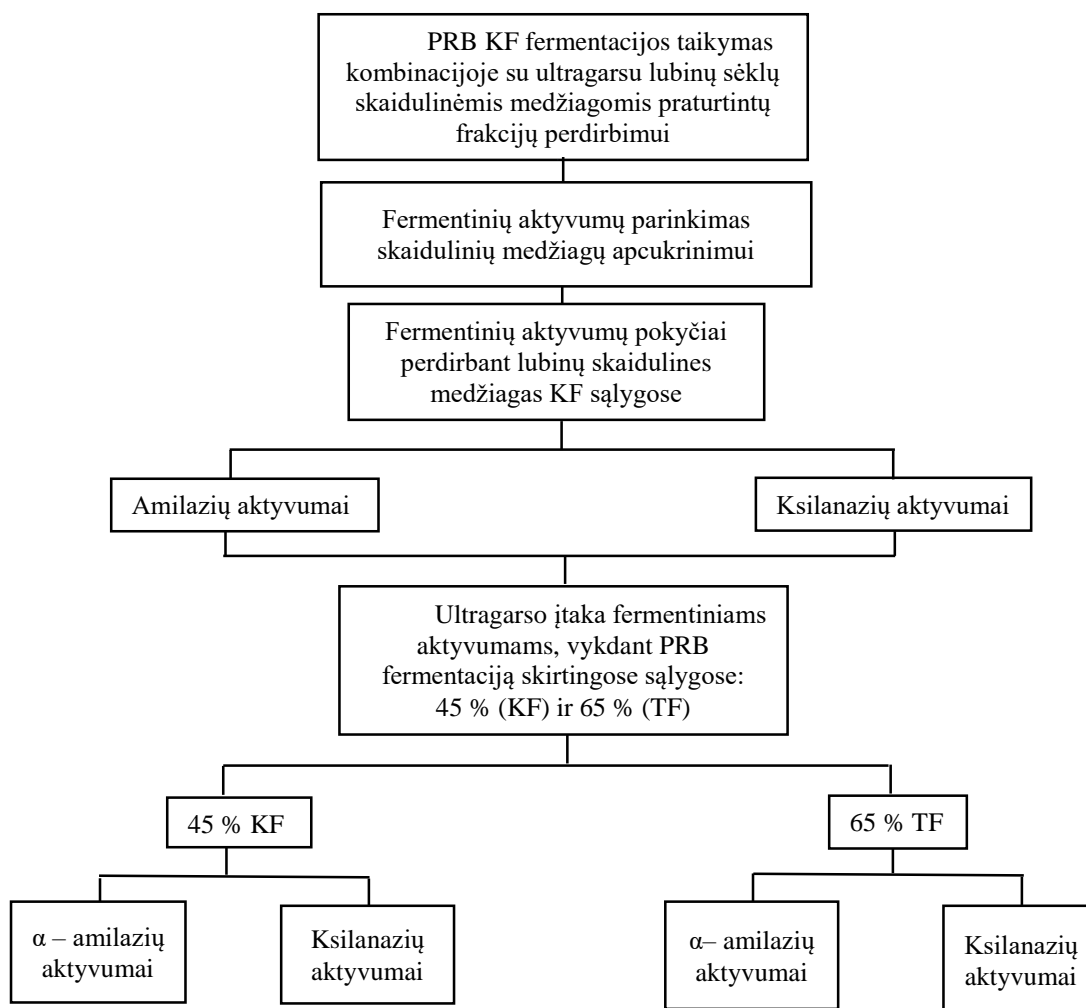 PRB KF fermentacijos taikymas
kombinacijoje su ultragarsu lubinų sėklų
skaidulinėmis medžiagomis praturtintų
frakcijų perdirbimui
Fermentinių aktyvumų parinkimas
skaidulinių medžiagų apcukrinimui
Fermentinių aktyvumų pokyčiai
perdirbant lubinų skaidulines
medžiagas KF sąlygose
Amilazių aktyvumai
Ksilanazių aktyvumai
Ultragarso įtaka fermentiniams
aktyvumams, vykdant PRB
fermentaciją skirtingose sąlygose:
45 % (KF) ir 65 % (TF)
45 % KF
65 % TF
α – amilazių
aktyvumai
Ksilanazių
aktyvumai
α– amilazių
aktyvumai
Ksilanazių
aktyvumai